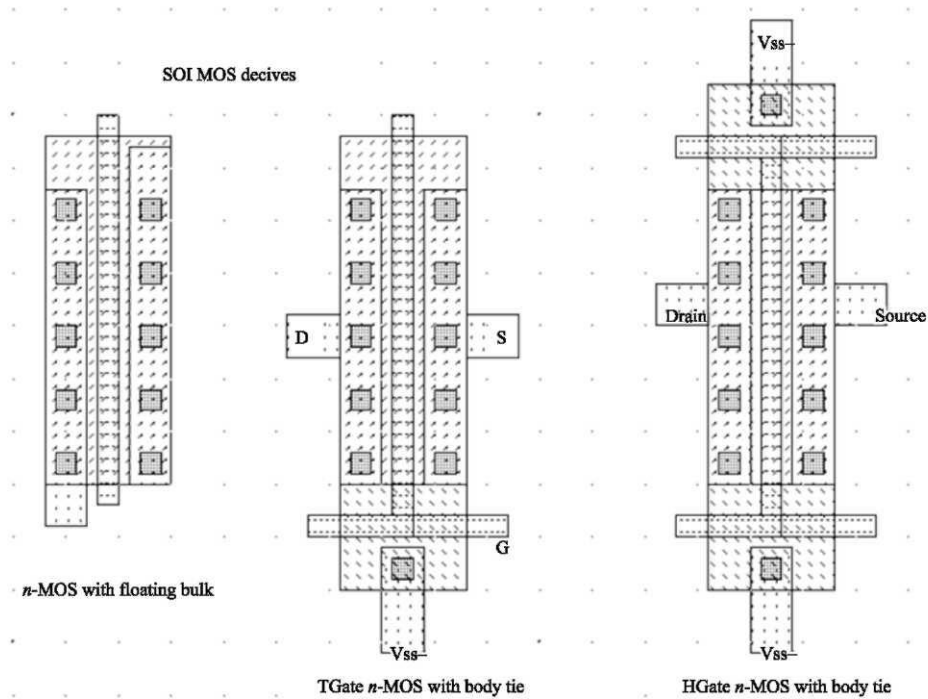 Vss–
SOI MOS decives
D
S
Drain
Source
G
n-MOS with floating bulk
Vss–
Vss–
TGate n-MOS with body tie
HGate n-MOS with body tie